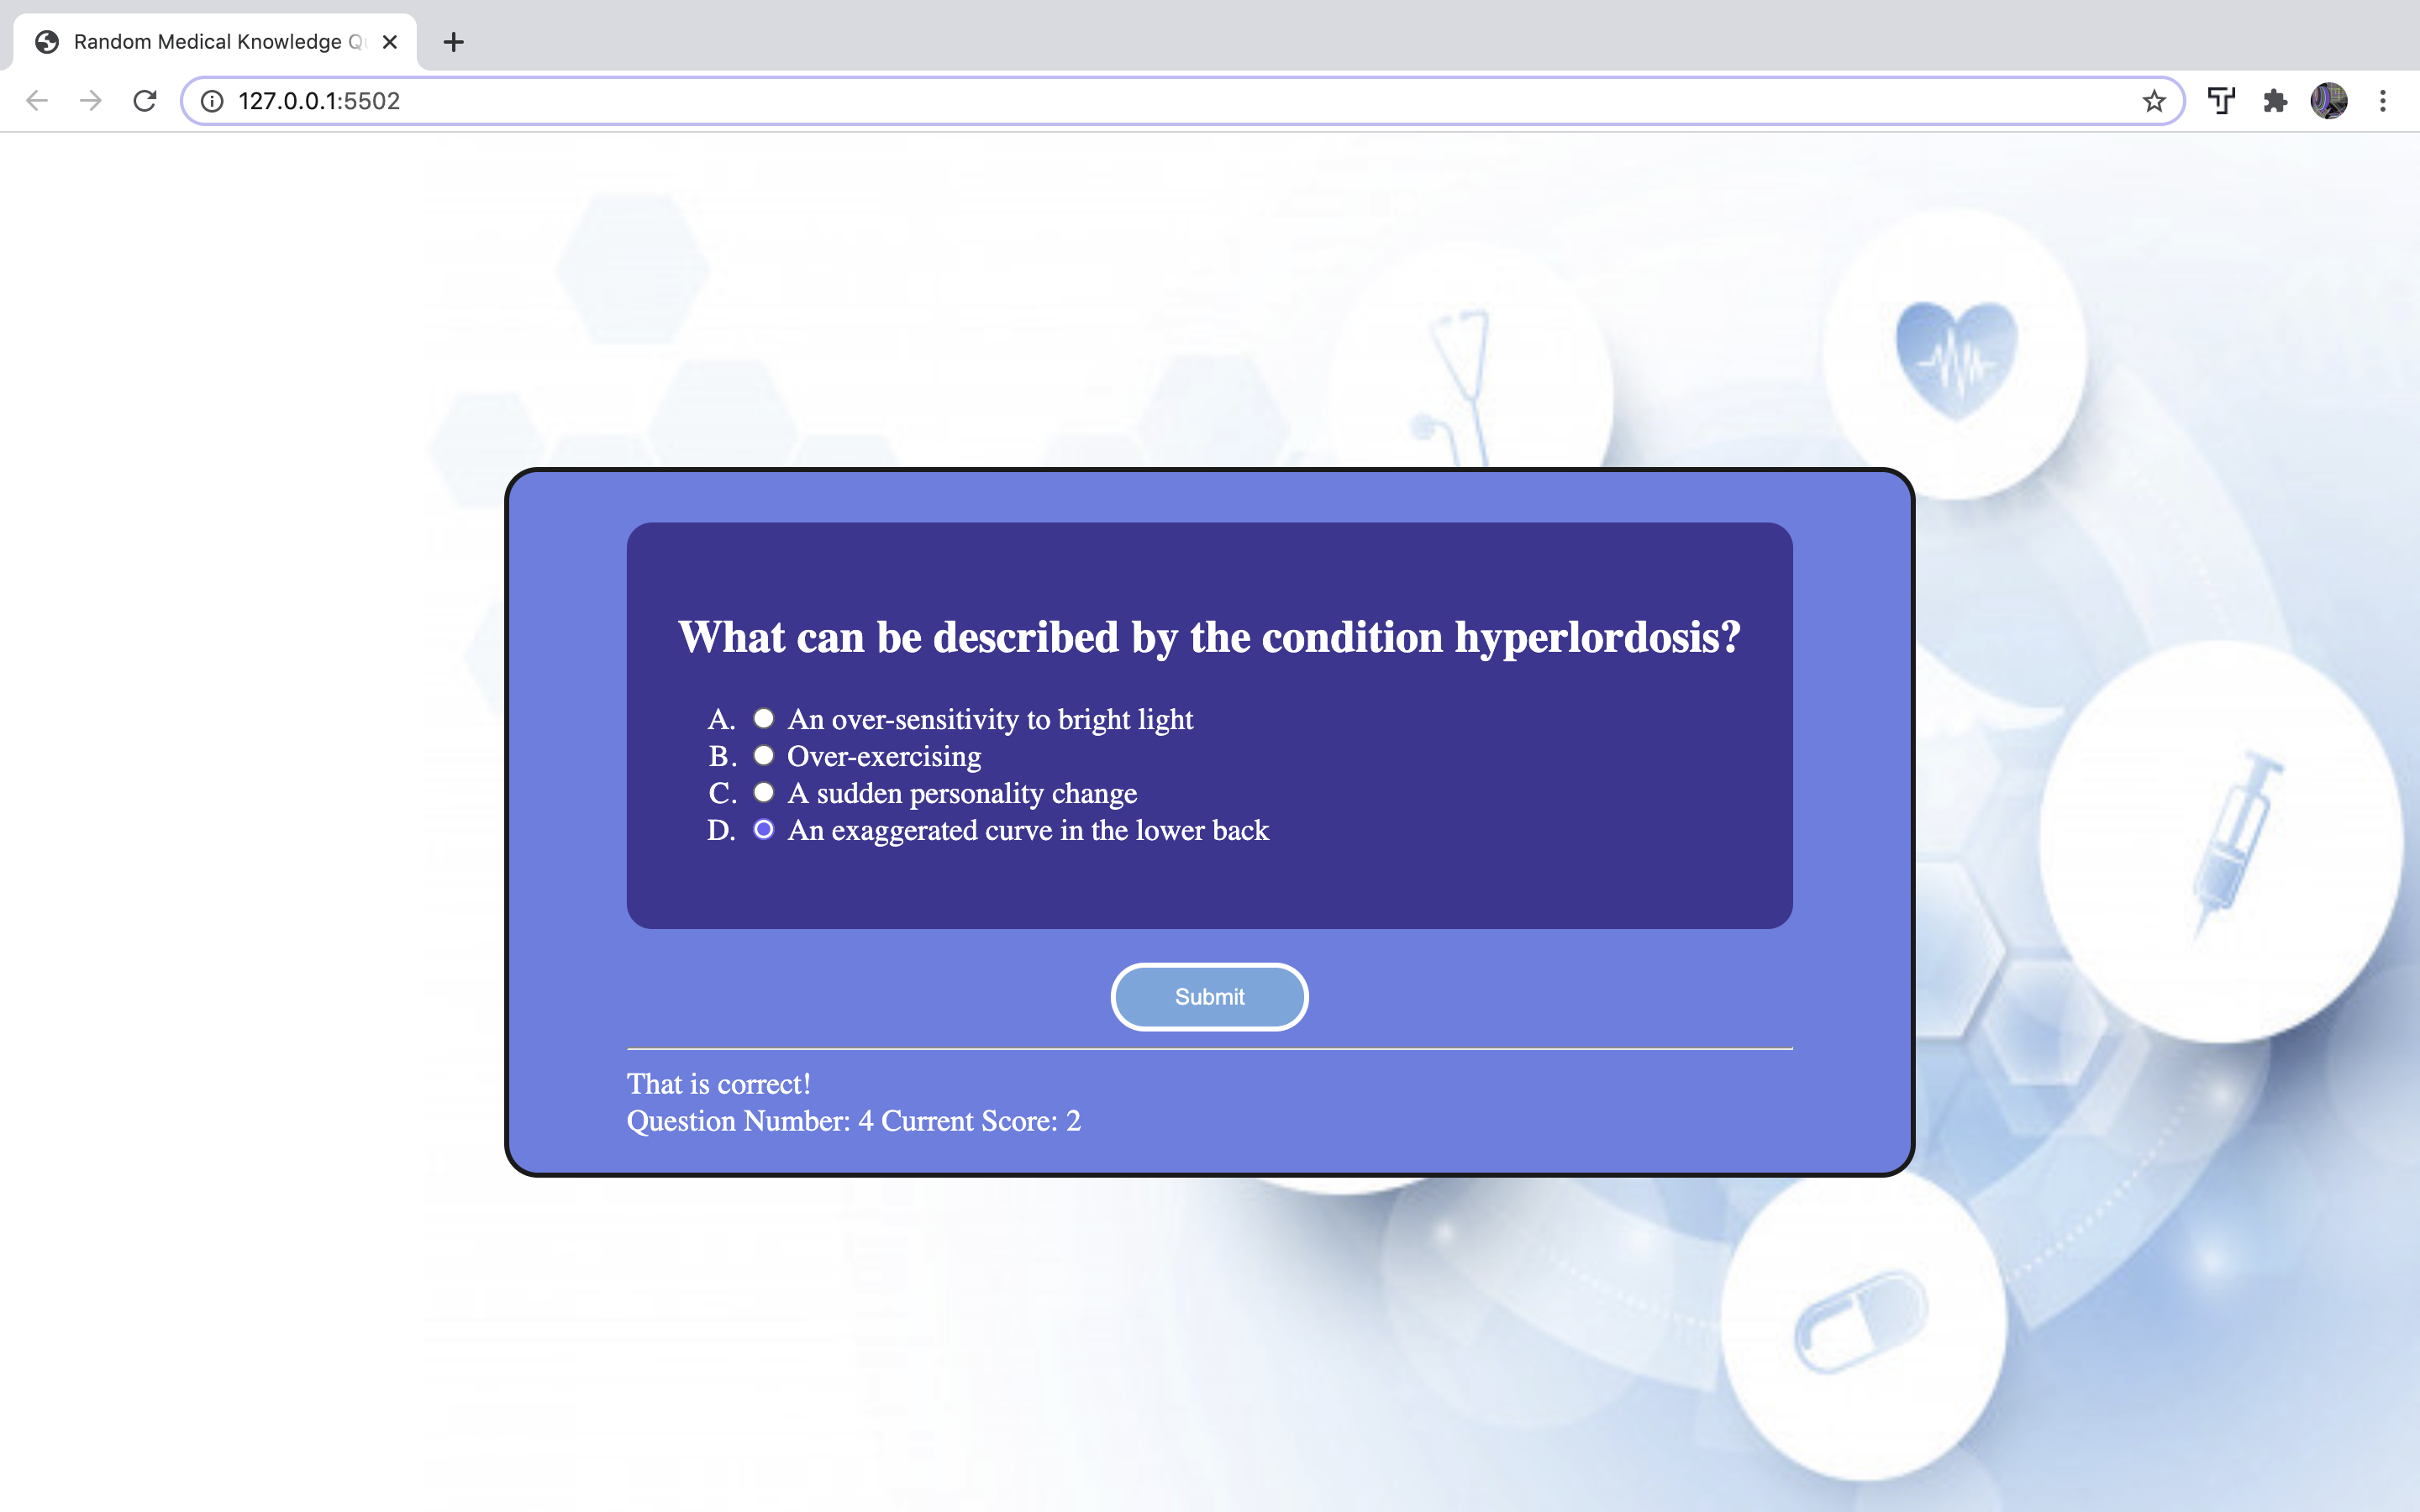 Random Medical Knowledge
127.0.0.1:5502
What can be described by the condition hyperlordosis?
A. An over-sensitivity to bright light
B. Over-exercising
C. A sudden personality change
D. An exaggerated curve in the lower back
Submit
That is correct!
Question Number: 4 Current Score: 2